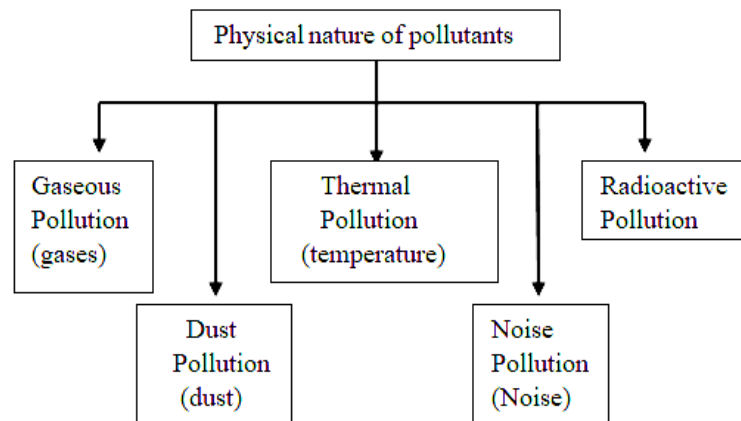 Physical nature of pollutants
Gaseous
Pollution
(gases)
Thermal
Pollution
(temperature)
Radioactive
Pollution
Dust
Pollution
(dust)
Noise
Pollution
(Noise)